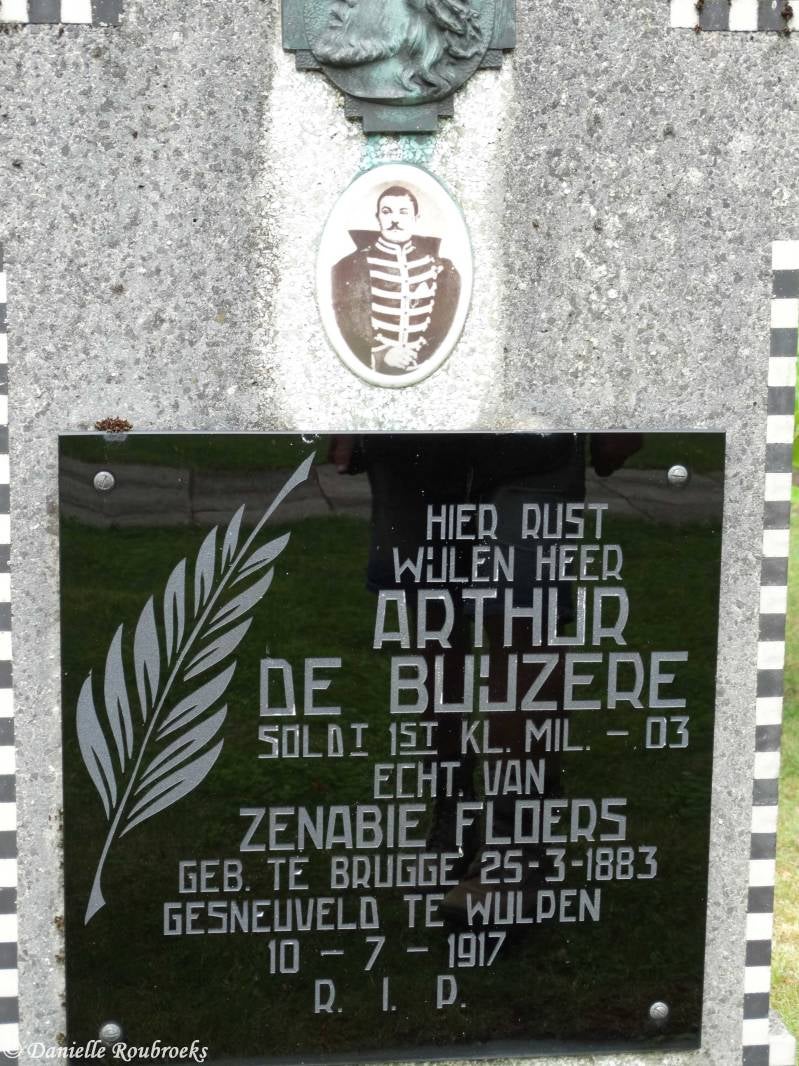 HIER RUST
WIJLEN HEER
ARTHUR
DE BUIJZERE
SOLDT 1ST KL. MIL. - 03
ECHT. VAN
ZENABIE FLOERS
GEB. TE BRUGGE 25-3-1883
GESNEUVELD TE WULPEN
10 - 7 - 1917
R. I. P.
© Danielle Roubroeks